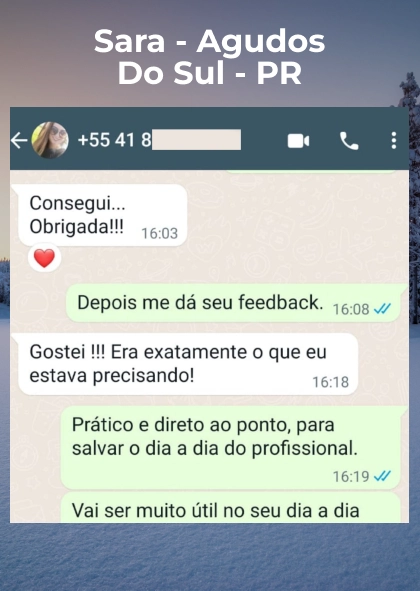 Sara - Agudos
Do Sul - PR
+55 41 8
Consegui...
Obrigada!!!
16:03
Depois me dá seu feedback.
16:08
Gostei !!! Era exatamente o que eu
estava precisando!
16:18
Prático e direto ao ponto, para
salvar o dia a dia do profissional.
16:19
Vai ser muito útil no seu dia a dia